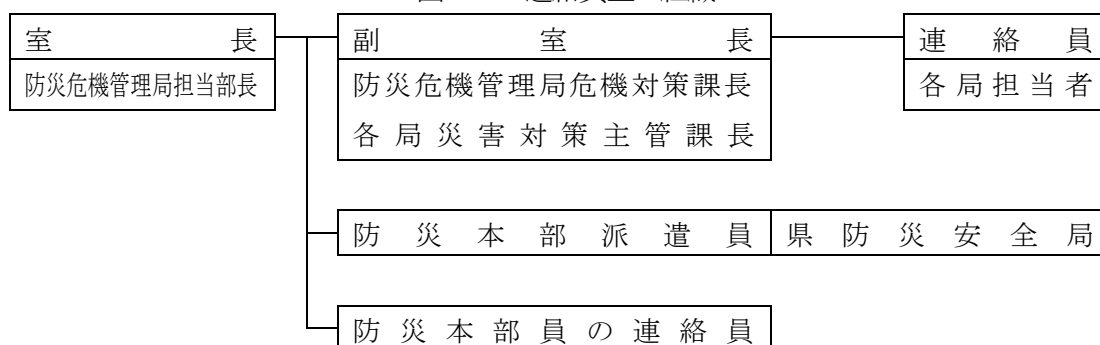 室長
防災危機管理局担当部長
副室長
防災危機管理局危機対策課長
各局災害対策主管課長
連絡員
各局担当者
防災本部派遣員
県防災安全局
防災本部員の連絡員